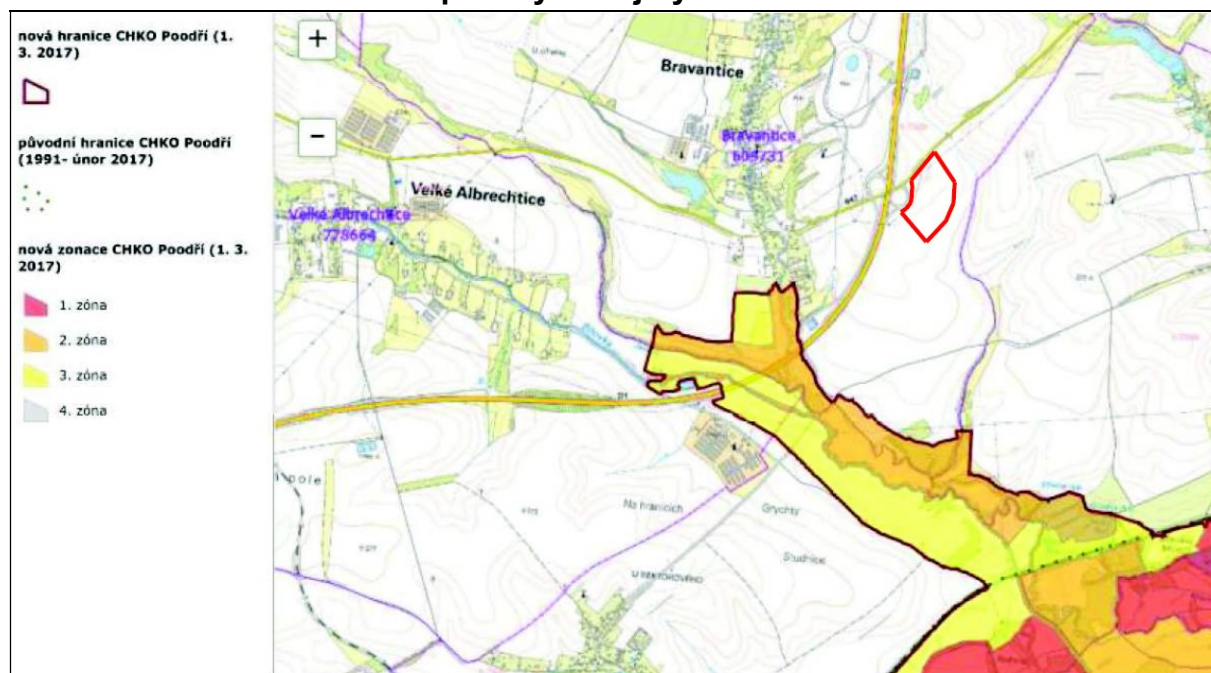 nová hranice CHKO Poodří (1.
3. 2017)
původní hranice CHKO Poodří
(1991- únor 2017)
nová zonace CHKO Poodří (1. 3.
2017)
1. zóna
2. zóna
3. zóna
4. zóna
+
−
Bravantice
Bravantice
Velké Albrechtice
Velké Albrechtice
778664
Na hranicích
Grychty
Studnice